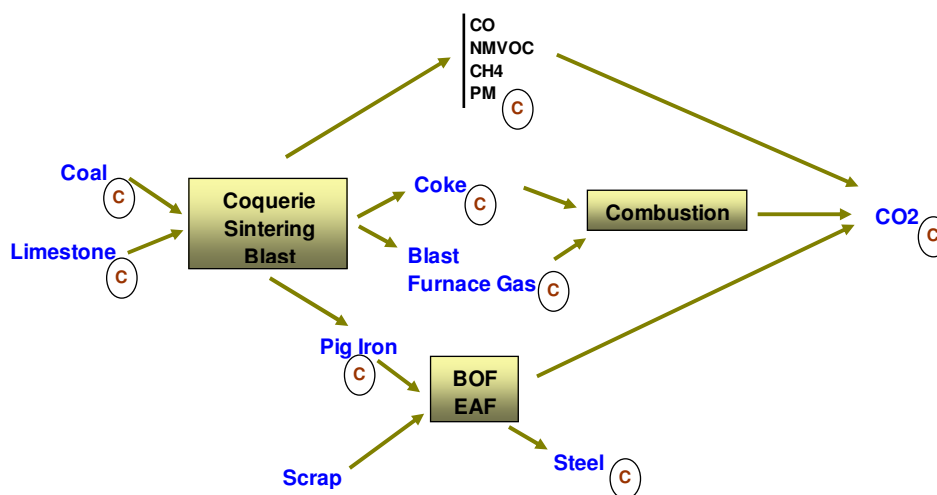 CO
NMVOC
CH4
PM
C
Coal
C
Limestone
C
Coquerie
Sintering
Blast
Coke
C
Blast
Furnace Gas
C
Combustion
CO2
C
Pig Iron
C
BOF
EAF
Scrap
Steel
C